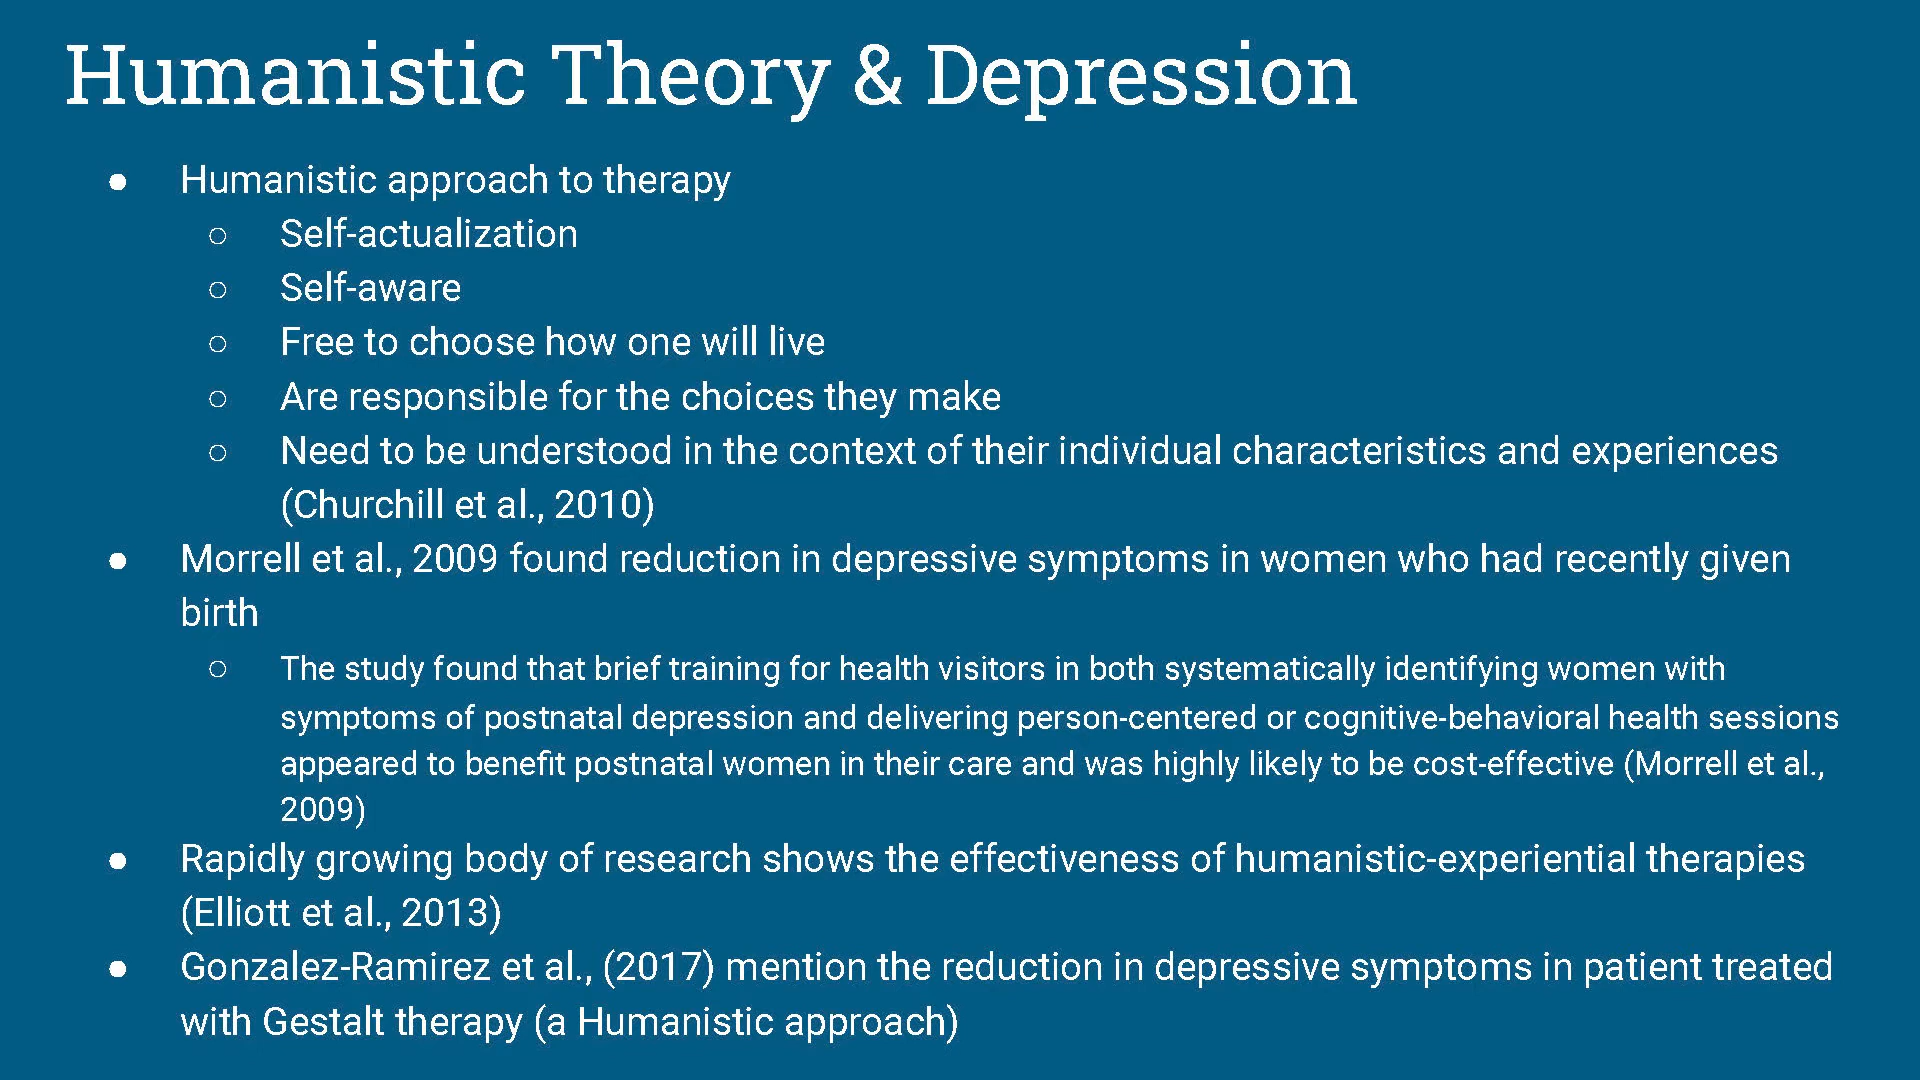 Humanistic Theory & Depression
● Humanistic approach to therapy
○ Self-actualization
○ Self-aware
○ Free to choose how one will live
○ Are responsible for the choices they make
○ Need to be understood in the context of their individual characteristics and experiences
(Churchill et al., 2010)
● Morrell et al., 2009 found reduction in depressive symptoms in women who had recently given
birth
○ The study found that brief training for health visitors in both systematically identifying women with
symptoms of postnatal depression and delivering person-centered or cognitive-behavioral health sessions
appeared to benefit postnatal women in their care and was highly likely to be cost-effective (Morrell et al.,
2009)
● Rapidly growing body of research shows the effectiveness of humanistic-experiential therapies
(Elliott et al., 2013)
● Gonzalez-Ramirez et al., (2017) mention the reduction in depressive symptoms in patient treated
with Gestalt therapy (a Humanistic approach)